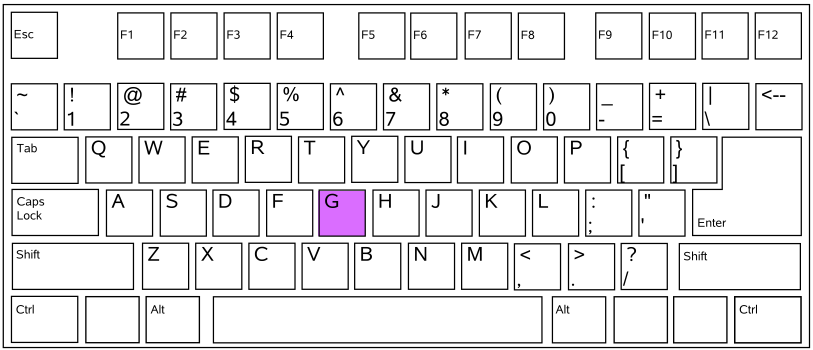 Esc F1 F2 F3 F4 F5 F6 F7 F8 F9 F10 F11 F12
~ ! @ # $ % ^ & * ( ) _ + | <--
` 1 2 3 4 5 6 7 8 9 0 - = \
Tab Q W E R T Y U I O P { }
[ ]
Caps A S D F G H J K L : "
Lock ; '
Enter
Shift Z X C V B N M < > ? Shift
, . /
Ctrl Alt Alt Ctrl